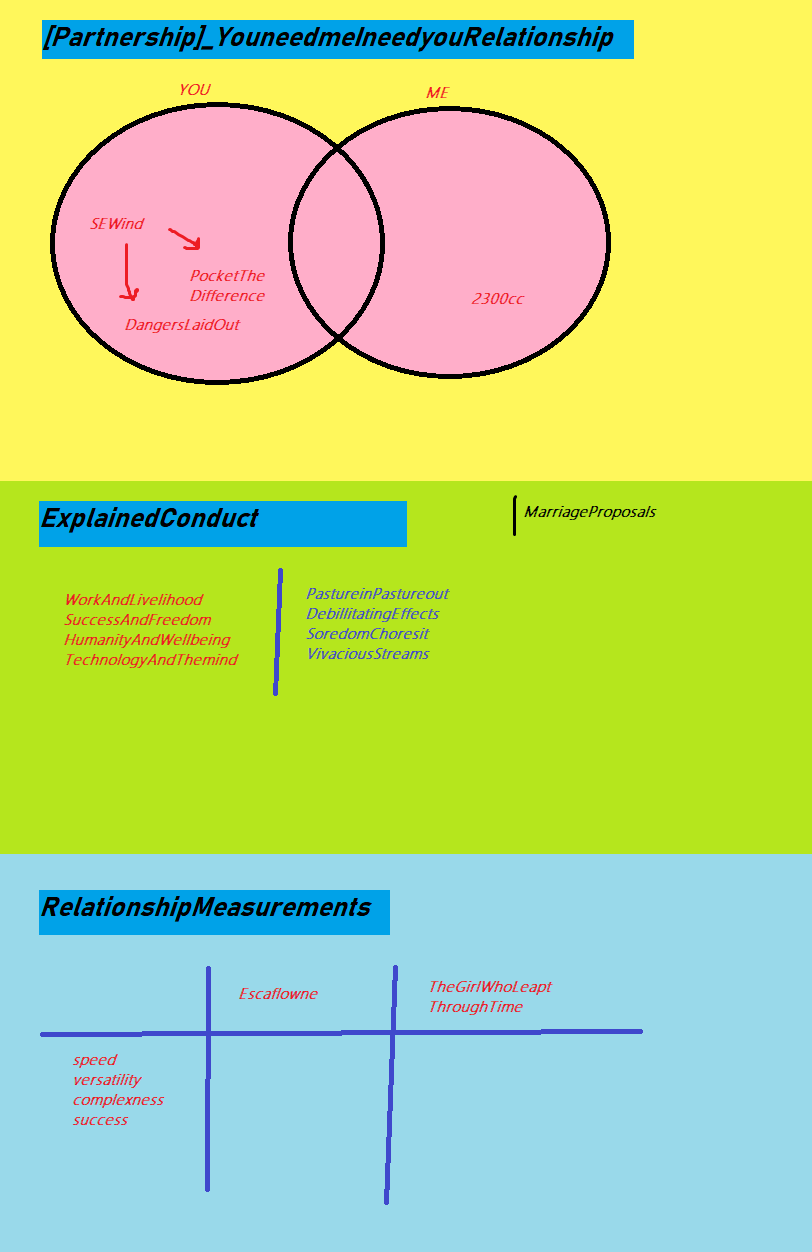 [Partnership]_YouneedmeIneedyouRelationship
YOU
ME
SEWind
PocketThe
Difference
DangersLaidOut
2300cc
ExplainedConduct
MarriageProposals
WorkAndLivelihood
SuccessAndFreedom
HumanityAndWellbeing
TechnologyAndThemind
PastureinPastureout
DebillitatingEffects
SoredomChoresit
VivaciousStreams
RelationshipMeasurements
Escaflowne
TheGirlWhoLeapt
ThroughTime
speed
versatility
complexness
success